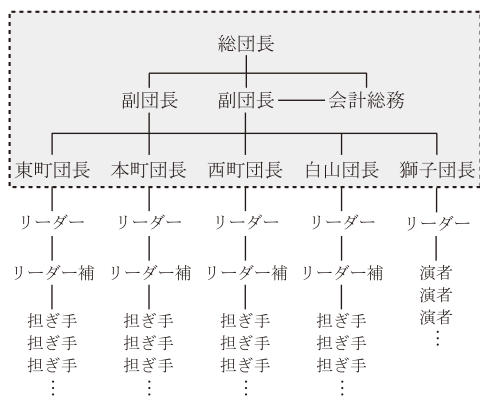 総団長
副団長 副団長 会計総務
東町団長 本町団長 西町団長 白山団長 獅子団長
リーダー リーダー リーダー リーダー リーダー
リーダー補 リーダー補 リーダー補 リーダー補 演者
演者
演者
担ぎ手 担ぎ手 担ぎ手 担ぎ手
担ぎ手 担ぎ手 担ぎ手 担ぎ手
担ぎ手 担ぎ手 担ぎ手 担ぎ手